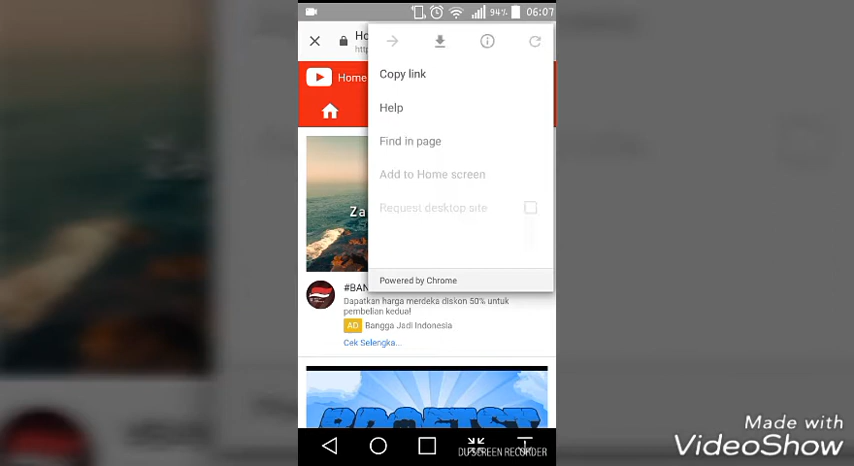 94% 06:07
Ho
http
Home
Copy link
Help
Find in page
Add to Home screen
Request desktop site
Powered by Chrome
Za
#BAN
Dapatkan harga merdeka diskon 50% untuk
pembelian kedua!
AD Bangga Jadi Indonesia
Cek Selengka...
DU SCREEN RECORDER
Made with
VideoShow